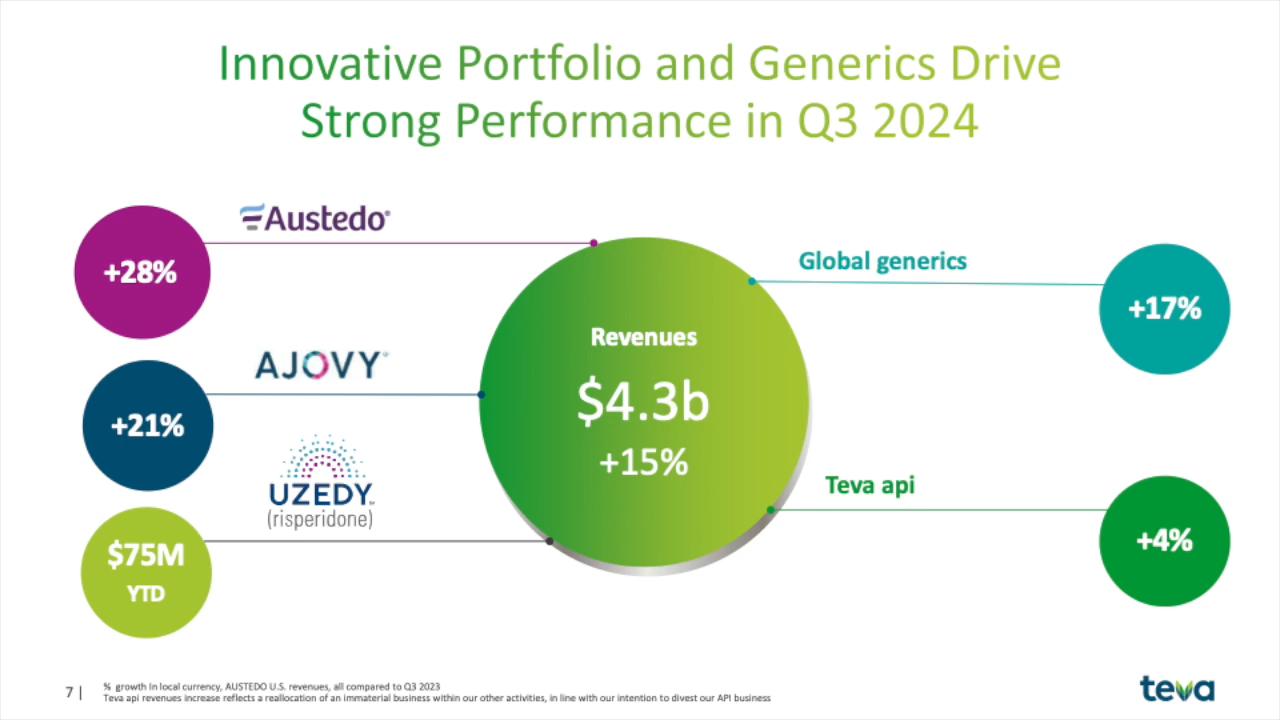 Innovative Portfolio and Generics Drive
Strong Performance in Q3 2024
Austedo®
+28%
AJOVY®
+21%
UZEDY
(risperidone)
$75M
YTD
Revenues
$4.3b
+15%
Global generics
+17%
Teva api
+4%
7 |
% growth in local currency, AUSTEDO U.S. revenues, all compared to Q3 2023
Teva api revenues increase reflects a reallocation of an immaterial business within our other activities, in line with our intention to divest our API business
teva